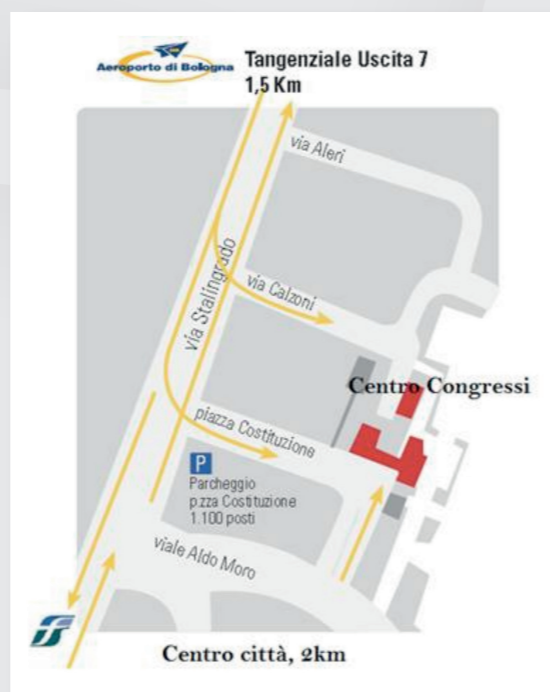 Aeroporto di Bologna
Tangenziale Uscita 7
1,5 Km
via Aleri
via Stalingrado
via Calzoni
Centro Congressi
piazza Costituzione
P
Parcheggio
p.zza Costituzione
1.100 posti
viale Aldo Moro
FS
Centro città, 2km